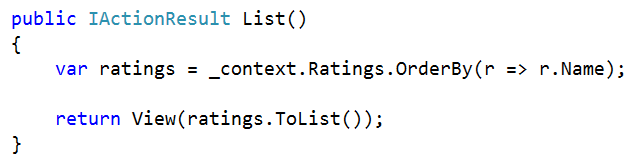 public IActionResult List()
{
    var ratings = _context.Ratings.OrderBy(r => r.Name);
    return View(ratings.ToList());
}